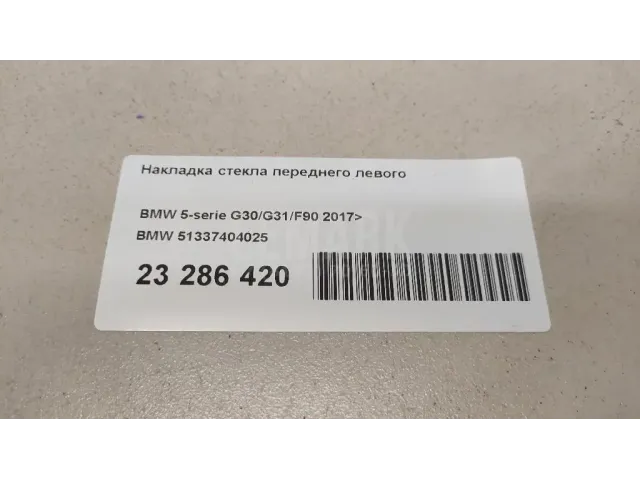 Накладка стекла переднего левого
BMW 5-serie G30/G31/F90 2017>
BMW 51337404025
23 286 420